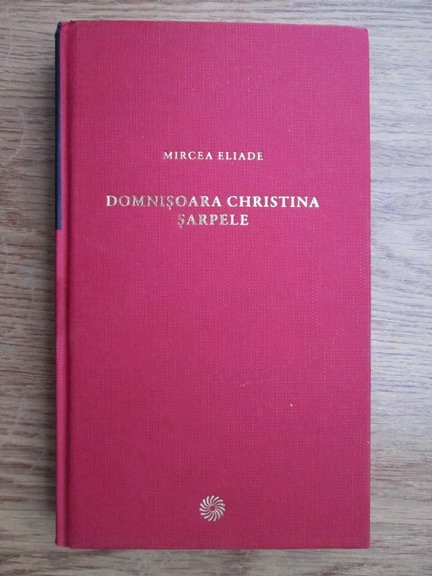 MIRCEA ELIADE
DOMNIȘOARA CHRISTINA
ȘARPELE